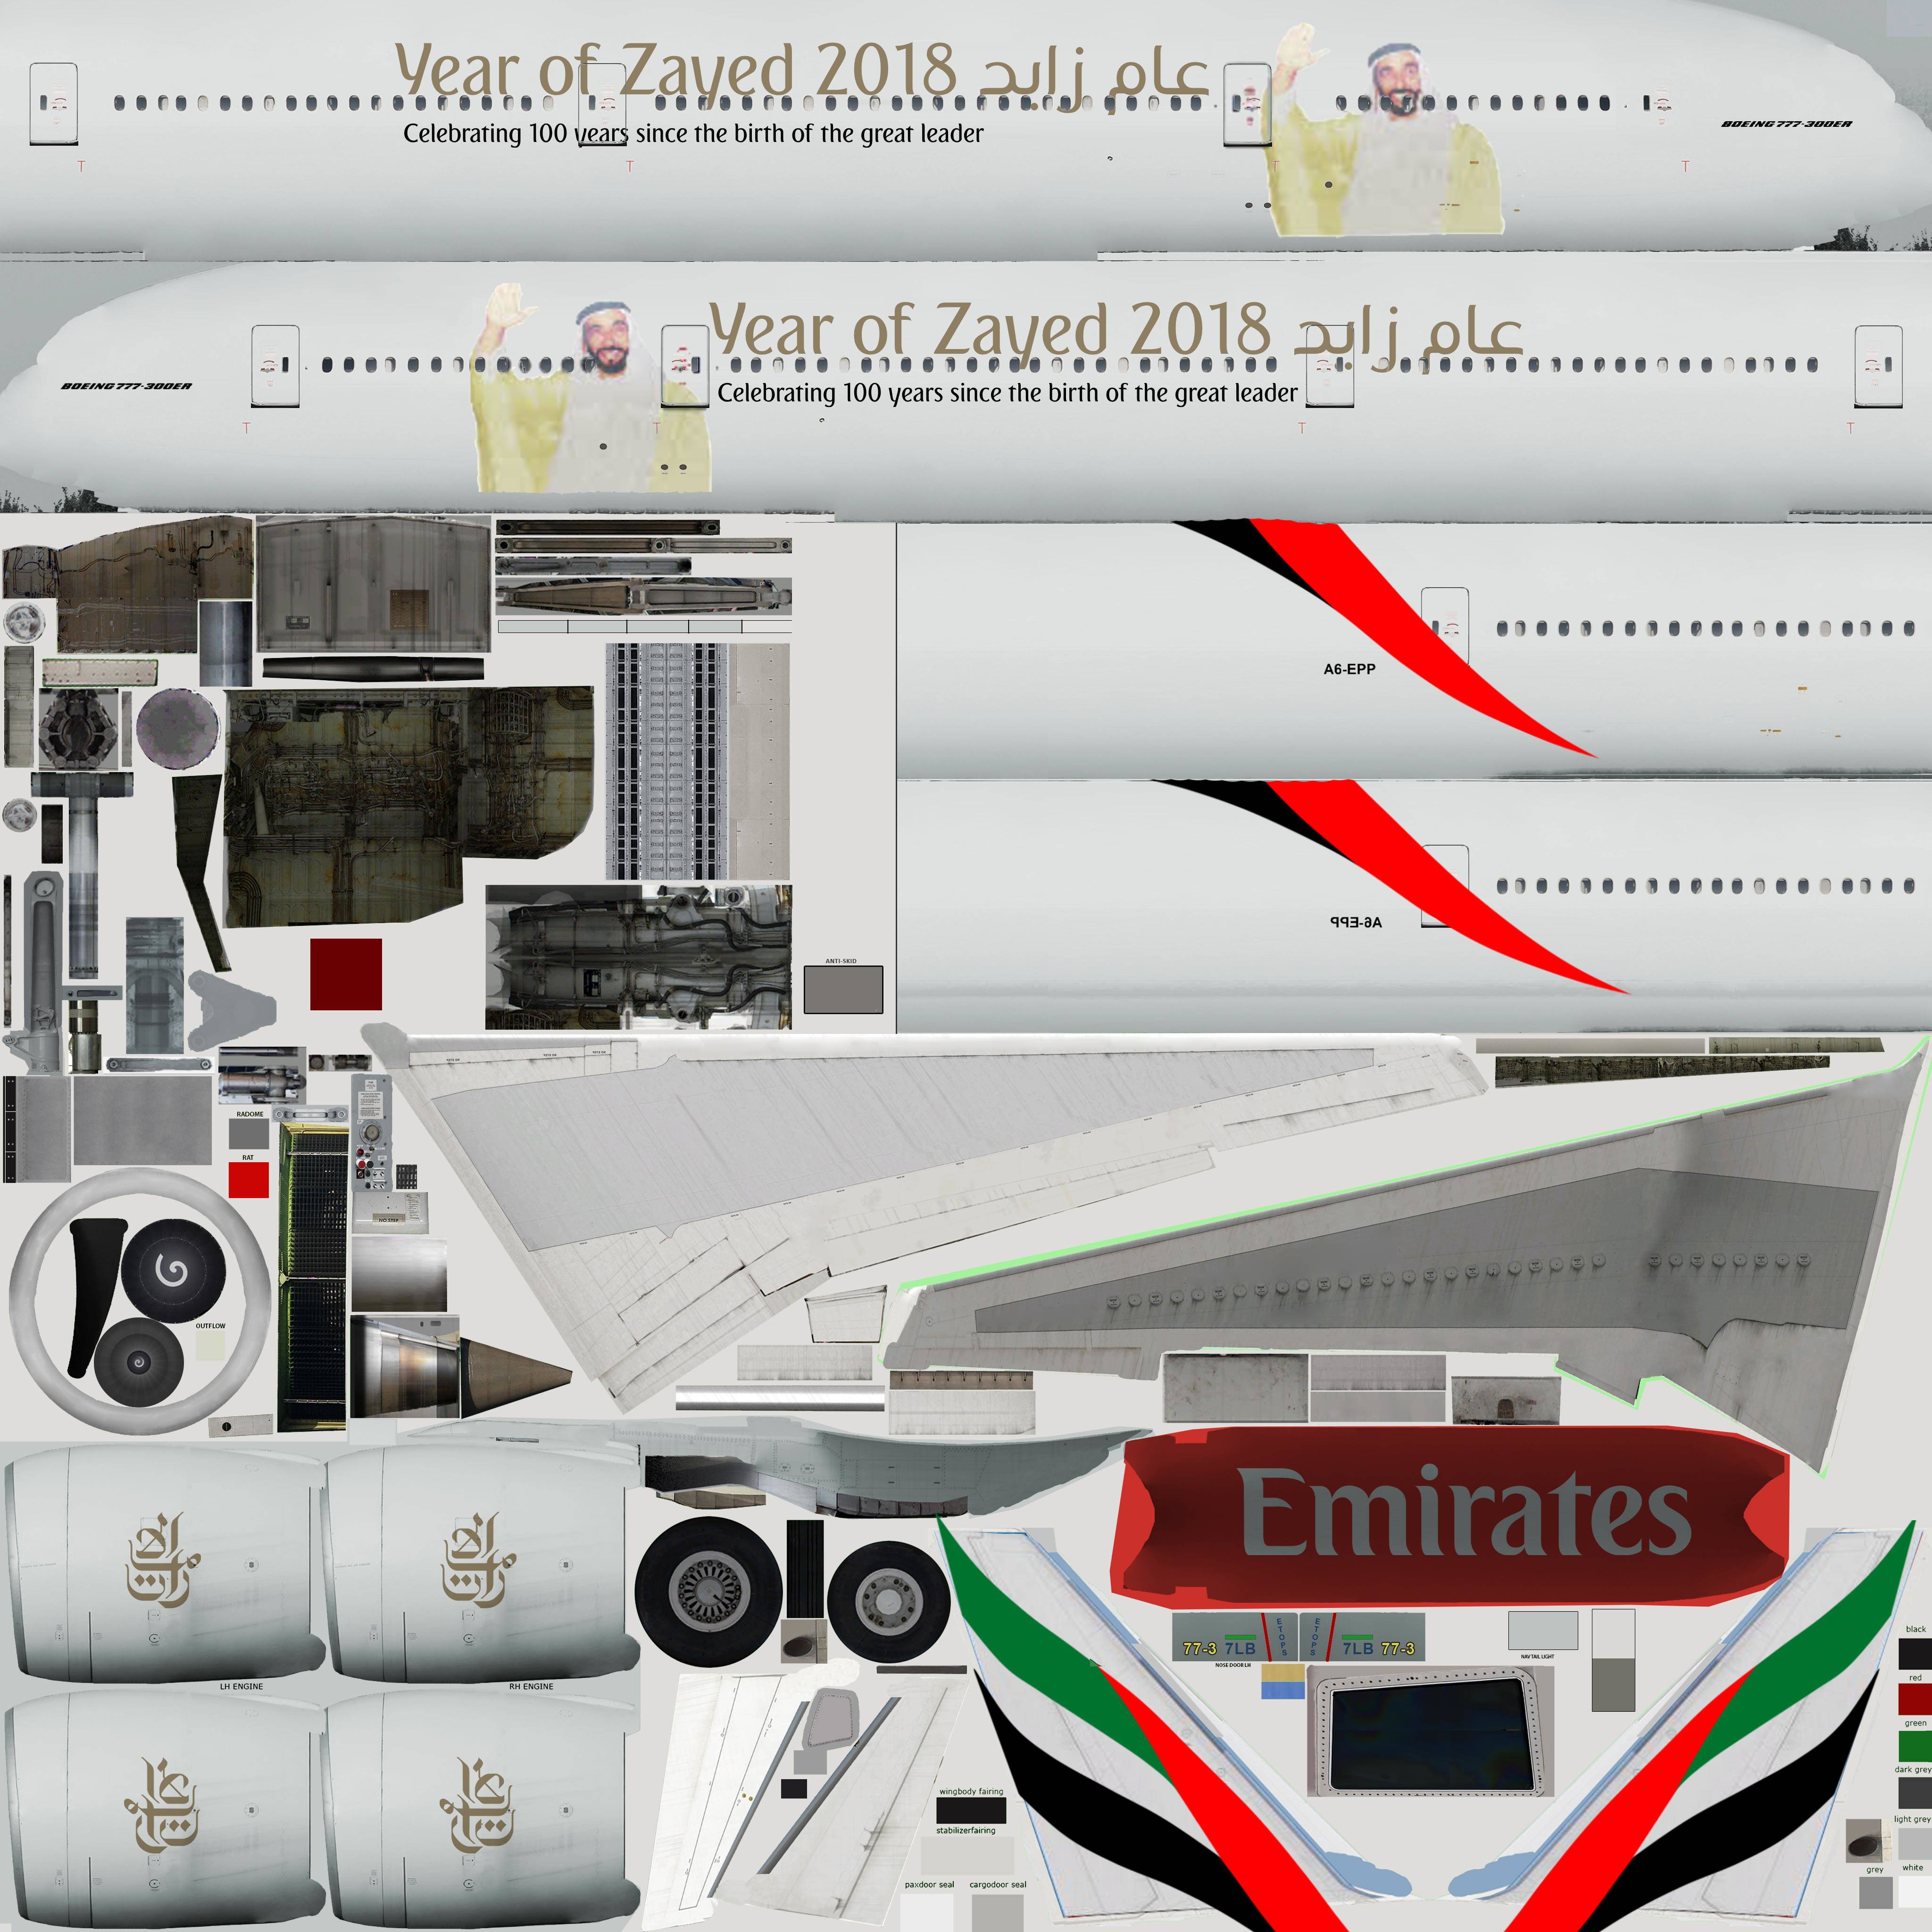 Year of Zayed 2018 عام زايد
Celebrating 100 years since the birth of the great leader
BOEING 777-300ER
Year of Zayed 2018 عام زايد
Celebrating 100 years since the birth of the great leader
BOEING 777-300ER
A6-EPP
A6-EPP
ANTI-SKID
RADOME
RAT
NO STEP
OUTFLOW
Emirates
77-3 7LB ETOPS
ETOPS 7LB 77-3
NOSE DOOR LH
NAV TAIL LIGHT
LH ENGINE
RH ENGINE
wingbody fairing
stabilizerfairing
paxdoor seal
cargodoor seal
black
red
green
dark grey
light grey
grey
white